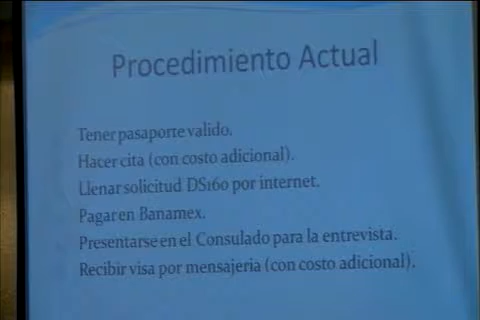 Procedimiento Actual
Tener pasaporte valido.
Hacer cita (con costo adicional).
Llenar solicitud DS160 por internet.
Pagar en Banamex.
Presentarse en el Consulado para la entrevista.
Recibir visa por mensajeria (con costo adicional).